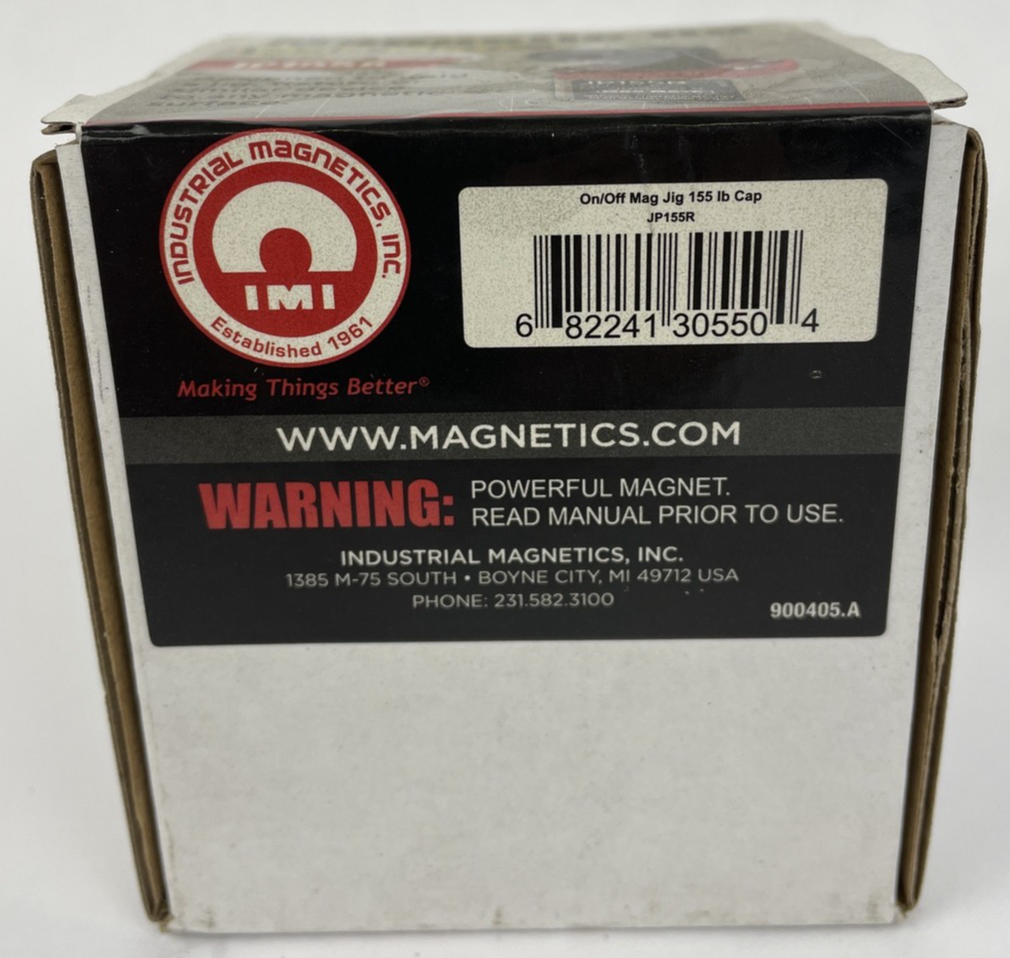 INDUSTRIAL MAGNETICS, INC.
IMI
Established 1961
Making Things Better®
On/Off Mag Jig 155 lb Cap
JP155R
6 82241 30550 4
WWW.MAGNETICS.COM
WARNING: POWERFUL MAGNET.
READ MANUAL PRIOR TO USE.
INDUSTRIAL MAGNETICS, INC.
1385 M-75 SOUTH • BOYNE CITY, MI 49712 USA
PHONE: 231.582.3100
900405.A